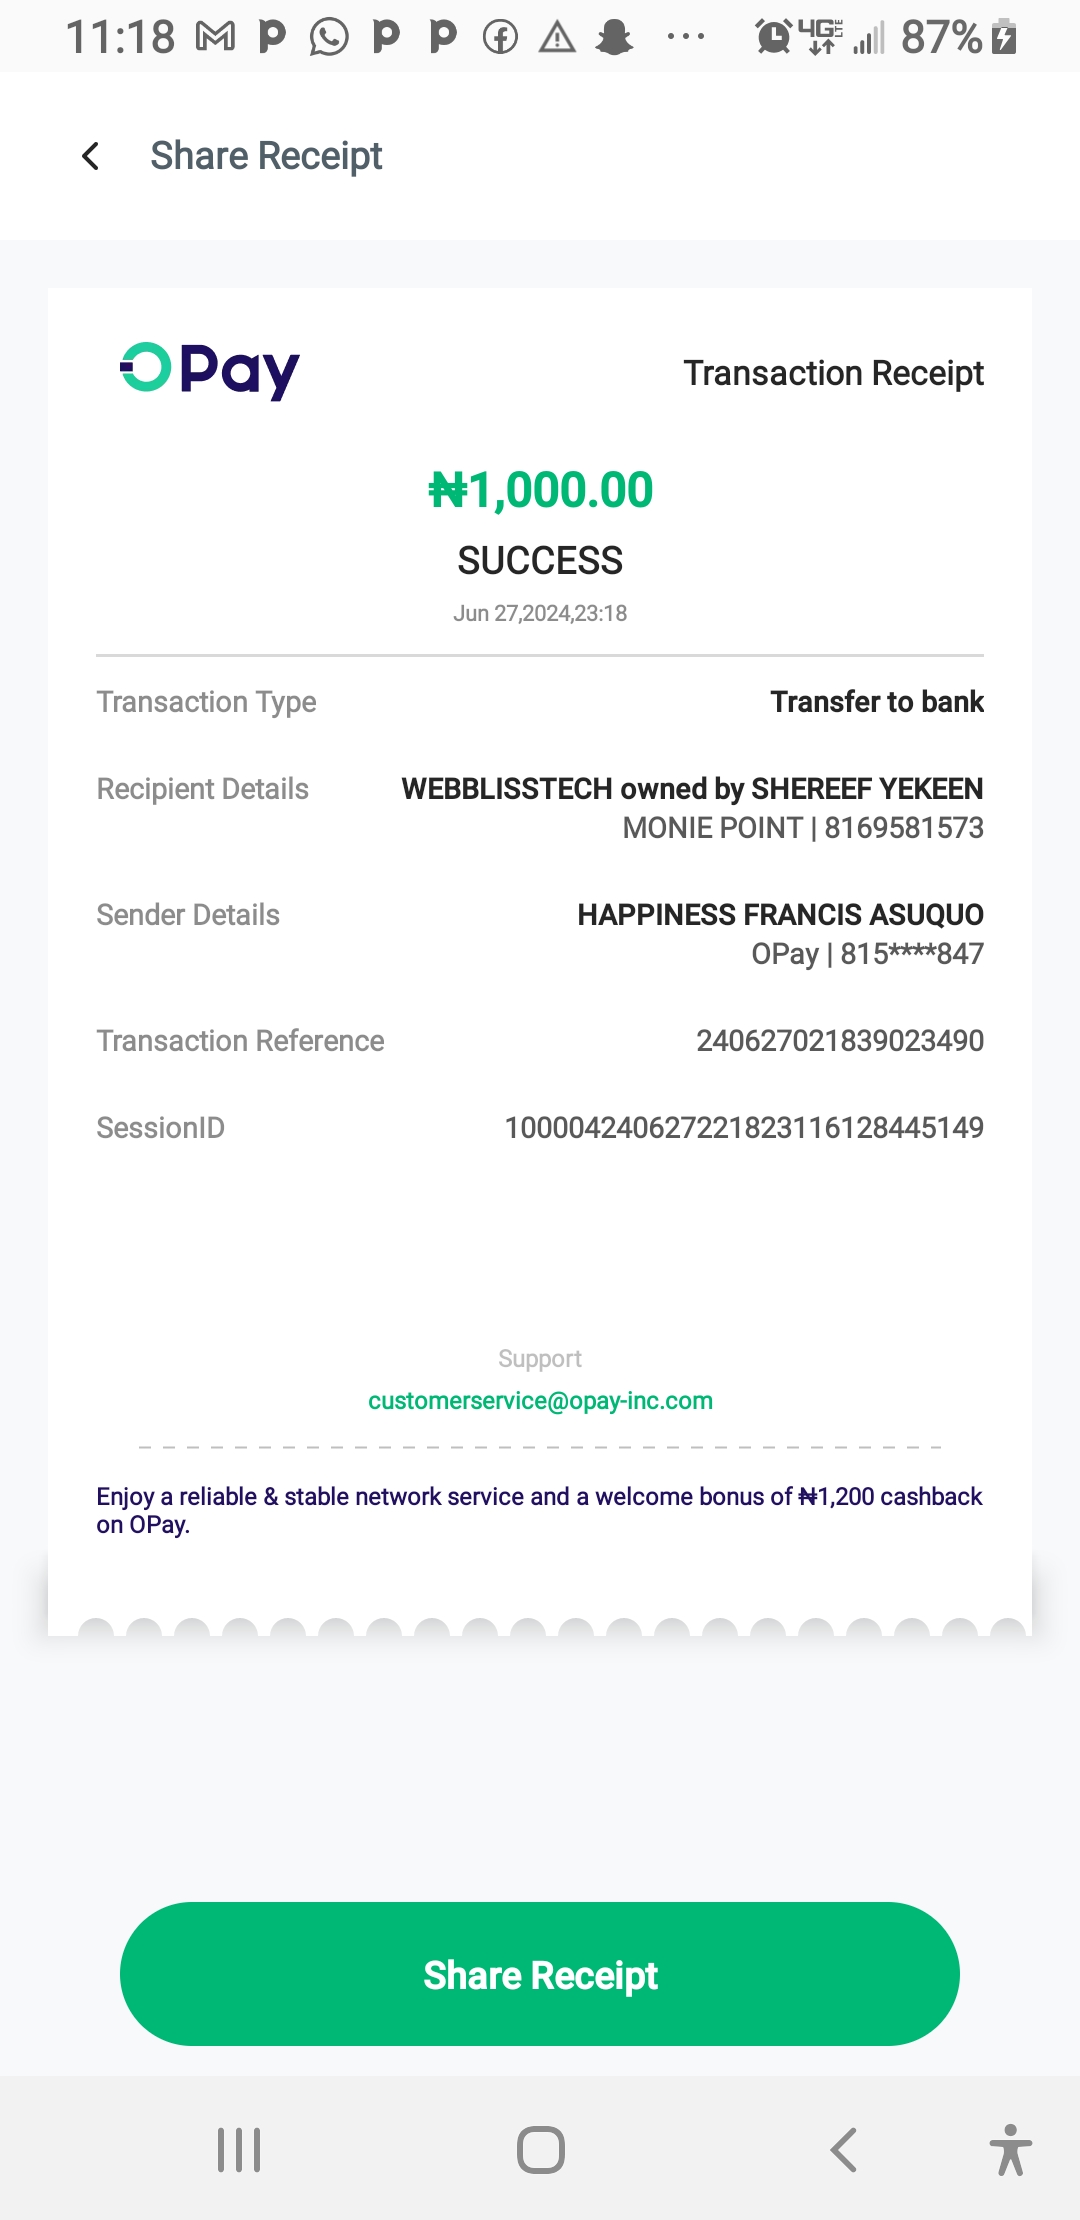 11:18 87%
Share Receipt
OPay Transaction Receipt
₦1,000.00
SUCCESS
Jun 27,2024,23:18
Transaction Type Transfer to bank
Recipient Details WEBBLISSTECH owned by SHEREEF YEKEEN
MONIE POINT | 8169581573
Sender Details HAPPINESS FRANCIS ASUQUO
OPay | 815****847
Transaction Reference 240627021839023490
SessionID 100004240627221823116128445149
Support
customerservice@opay-inc.com
Enjoy a reliable & stable network service and a welcome bonus of ₦1,200 cashback
on OPay.
Share Receipt